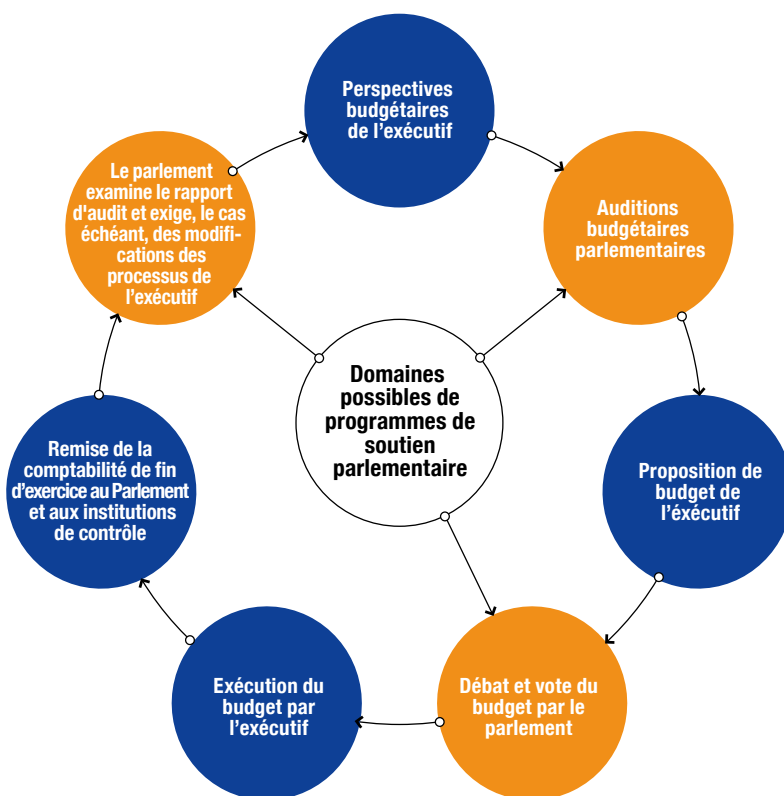 Perspectives
budgétaires
de l'exécutif
Le parlement
examine le rapport
d'audit et exige, le cas
échéant, des modifi-
cations des
processus de
l'exécutif
Auditions
budgétaires
parlementaires
Domaines
possibles de
programmes de
soutien
parlementaire
Remise de la
comptabilité de fin
d'exercice au Parlement
et aux institutions
de contrôle
Proposition de
budget de
l'éxécutif
Exécution du
budget par
l'exécutif
Débat et vote du
budget par le
parlement